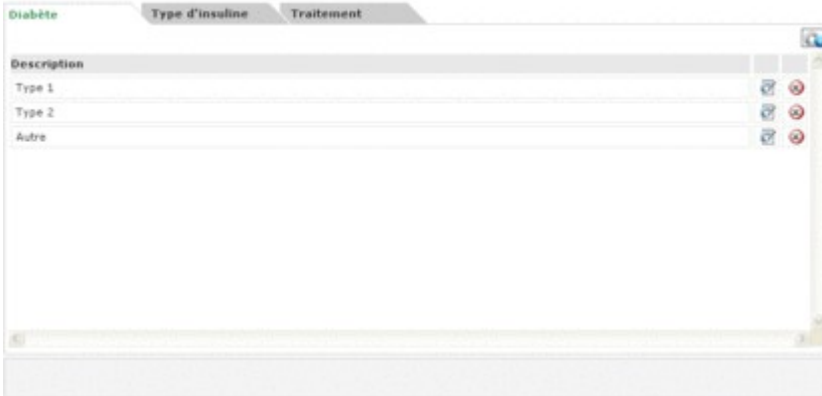 Diabète Type d'insuline Traitement
Description
Type 1
Type 2
Autre